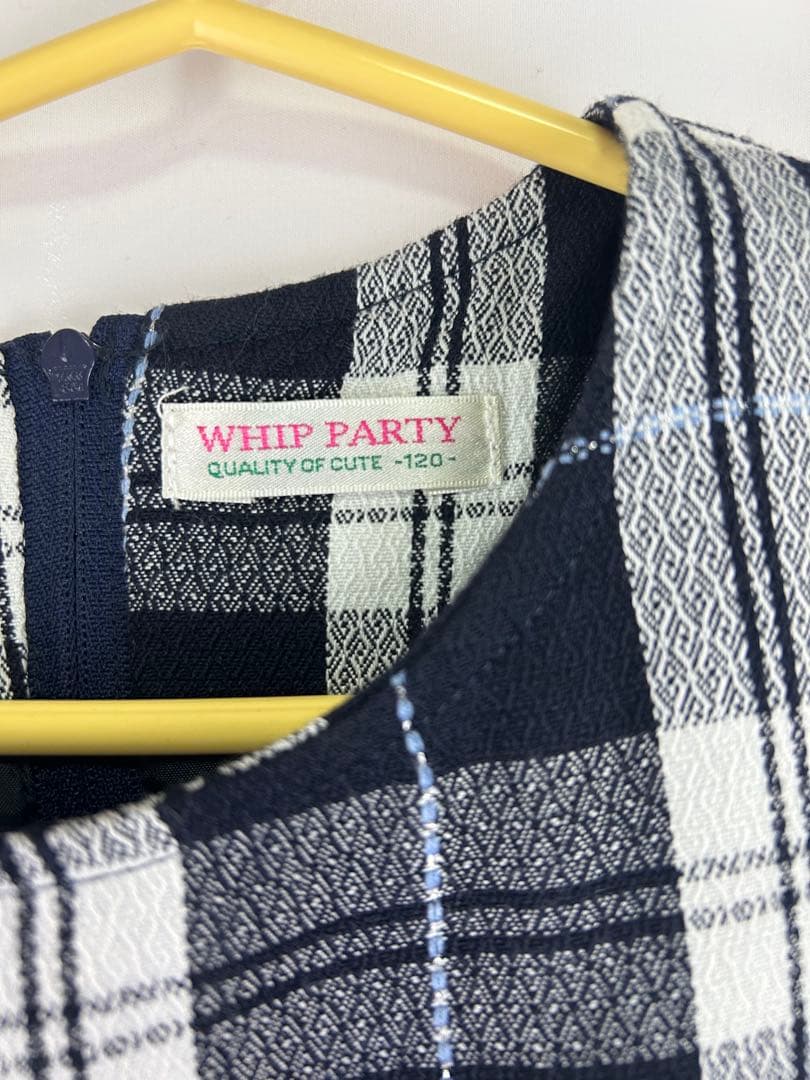 WHIP PARTY
QUALITY OF CUTE -120-